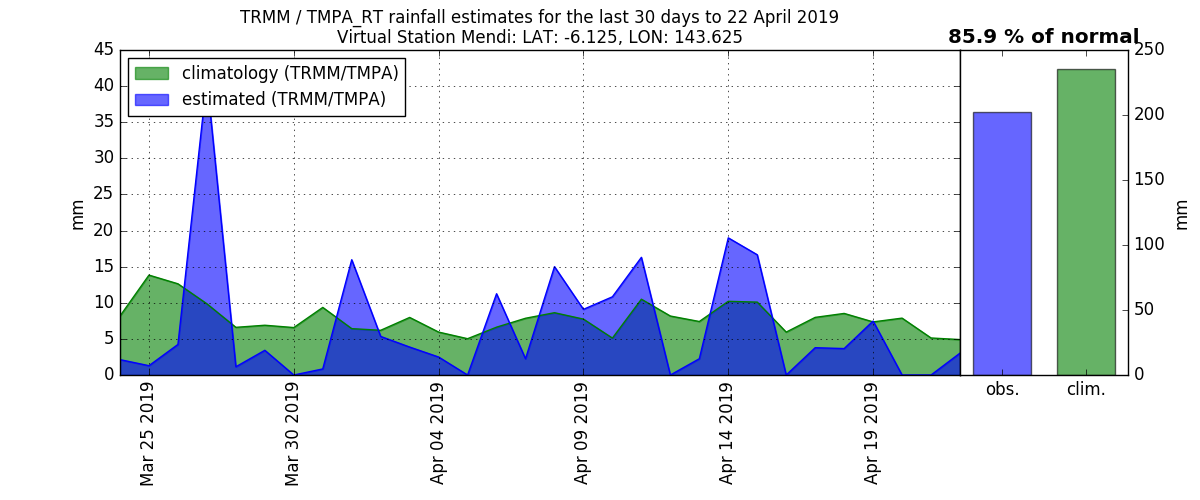 TRMM / TMPA_RT rainfall estimates for the last 30 days to 22 April 2019
Virtual Station Mendi: LAT: -6.125, LON: 143.625
85.9 % of normal
climatology (TRMM/TMPA)
estimated (TRMM/TMPA)
mm
45
40
35
30
25
20
15
10
5
0
Mar 25 2019
Mar 30 2019
Apr 04 2019
Apr 09 2019
Apr 14 2019
Apr 19 2019
obs.
clim.
250
200
150
100
50
0
mm